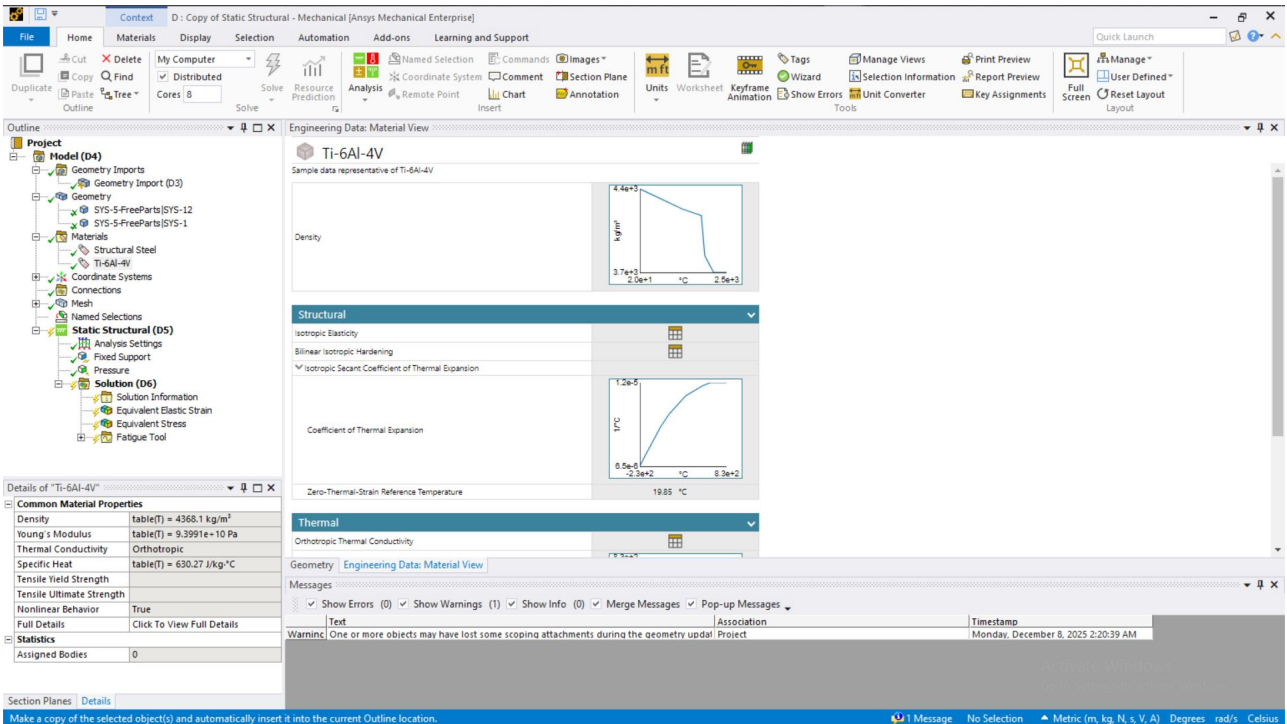 Context
D : Copy of Static Structural - Mechanical [Ansys Mechanical Enterprise]
File Home Materials Display Selection Automation Add-ons Learning and Support
Quick Launch
Duplicate
Cut
Copy
Paste
Delete
Find
Tree
Outline
My Computer
Distributed
Cores 8
Solve
Solve
Resource Prediction
Analysis
Named Selection
Coordinate System
Remote Point
Commands
Comment
Chart
Images
Section Plane
Annotation
Insert
Units
Worksheet
Keyframe Animation
Tags
Wizard
Show Errors
Manage Views
Selection Information
Unit Converter
Print Preview
Report Preview
Key Assignments
Tools
Full Screen
Manage
User Defined
Reset Layout
Layout
Outline
Project
Model (D4)
Geometry Imports
Geometry Import (D3)
Geometry
SYS-5-FreeParts|SYS-12
SYS-5-FreeParts|SYS-1
Materials
Structural Steel
Ti-6Al-4V
Coordinate Systems
Connections
Mesh
Named Selections
Static Structural (D5)
Analysis Settings
Fixed Support
Pressure
Solution (D6)
Solution Information
Equivalent Elastic Strain
Equivalent Stress
Fatigue Tool
Details of "Ti-6Al-4V"
Common Material Properties
Density table(T) = 4368.1 kg/m³
Young's Modulus table(T) = 9.3991e+10 Pa
Thermal Conductivity Orthotropic
Specific Heat table(T) = 630.27 J/kg·°C
Tensile Yield Strength
Tensile Ultimate Strength
Nonlinear Behavior True
Full Details Click To View Full Details
Statistics
Assigned Bodies 0
Section Planes Details
Engineering Data: Material View
Ti-6Al-4V
Sample data representative of Ti-6Al-4V
Density
4.4e+3
kg/m³
3.7e+3
2.0e+1 °C 2.5e+3
Structural
Isotropic Elasticity
Bilinear Isotropic Hardening
Isotropic Secant Coefficient of Thermal Expansion
Coefficient of Thermal Expansion
1.2e-5
1/°C
6.5e-6
-2.3e+2 °C 8.3e+2
Zero-Thermal-Strain Reference Temperature 19.85 °C
Thermal
Orthotropic Thermal Conductivity
Geometry Engineering Data: Material View
Messages
Show Errors (0) Show Warnings (1) Show Info (0) Merge Messages Pop-up Messages
Text Association Timestamp
Warninc One or more objects may have lost some scoping attachments during the geometry updat Project Monday, December 8, 2025 2:20:39 AM
Activate Windows
Make a copy of the selected object(s) and automatically insert it into the current Outline location.
1 Message No Selection Metric (m, kg, N, s, V, A) Degrees rad/s Celsius